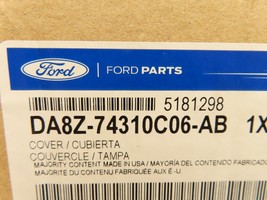 Ford
FORD PARTS
5181298
DA8Z-74310C06-AB 1X
COVER / CUBIERTA
COUVERCLE / TAMPA
MAJORITY CONTENT MADE IN USA / MAYORÍA DEL CONTENIDO FABRICADO
MAJORITÉ DU CONTENU FABRIQUÉE AUX É.-U.